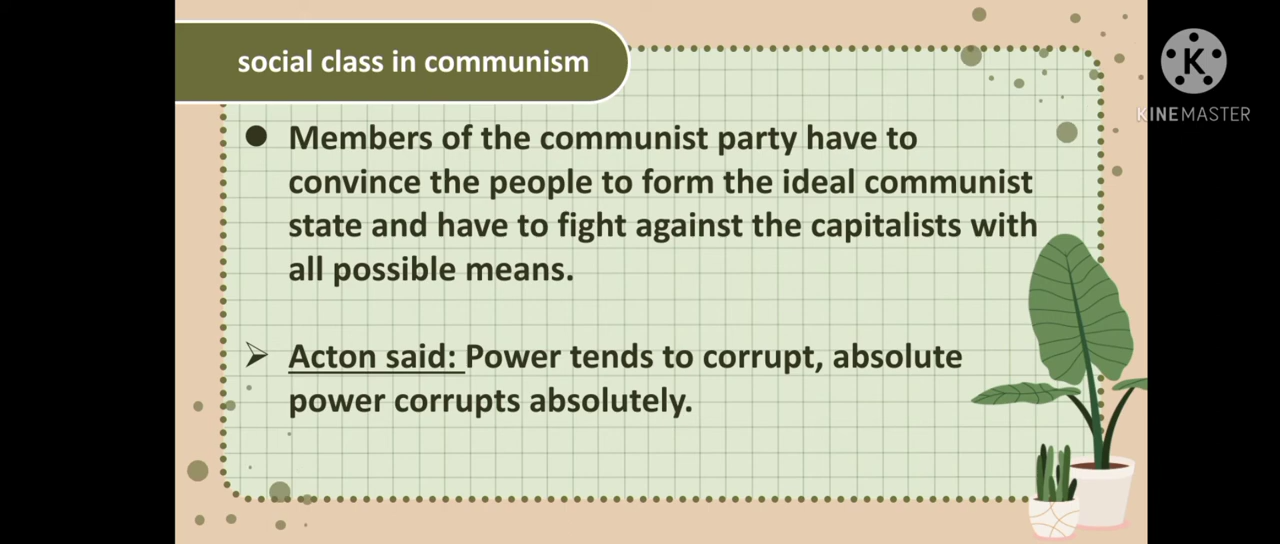 social class in communism
K
KINEMASTER
Members of the communist party have to
convince the people to form the ideal communist
state and have to fight against the capitalists with
all possible means.
Acton said: Power tends to corrupt, absolute
power corrupts absolutely.